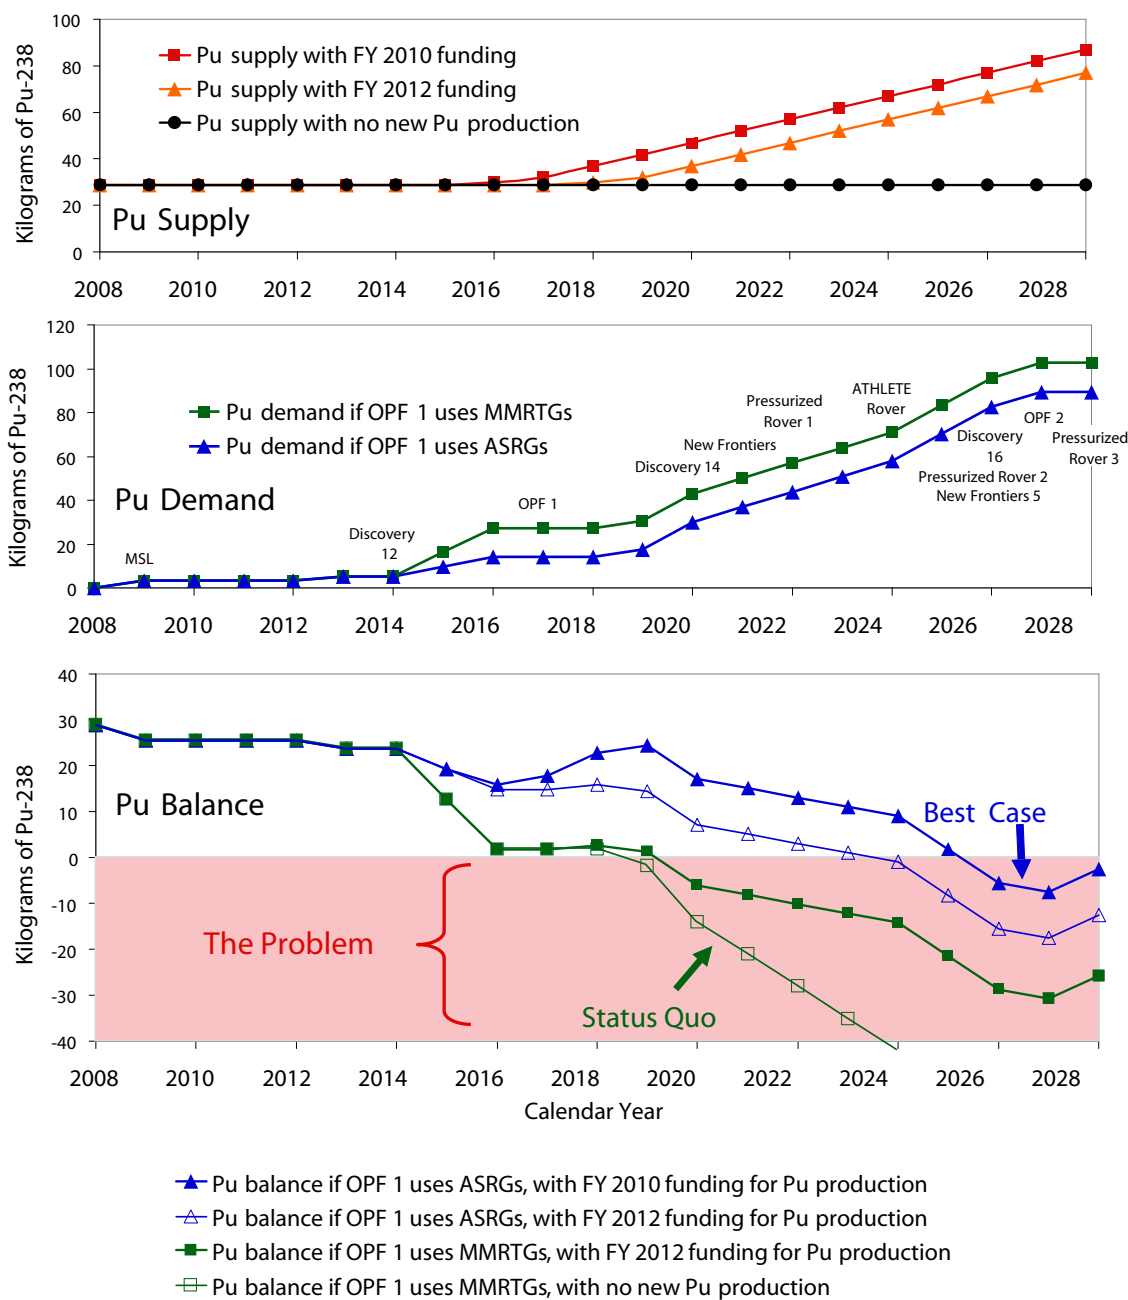 100
80
60
40
20
0
Kilograms of Pu-238
Pu supply with FY 2010 funding
Pu supply with FY 2012 funding
Pu supply with no new Pu production
Pu Supply
2008 2010 2012 2014 2016 2018 2020 2022 2024 2026 2028
120
100
80
60
40
20
0
Kilograms of Pu-238
Pu demand if OPF 1 uses MMRTGs
Pu demand if OPF 1 uses ASRGs
Pu Demand
MSL
Discovery
12
OPF 1
Discovery 14
New Frontiers
Pressurized
Rover 1
ATHLETE
Rover
Discovery
16
Pressurized Rover 2
New Frontiers 5
OPF 2
Pressurized
Rover 3
2008 2010 2012 2014 2016 2018 2020 2022 2024 2026 2028
40
30
20
10
0
-10
-20
-30
-40
Kilograms of Pu-238
Pu Balance
Best Case
The Problem
Status Quo
2008 2010 2012 2014 2016 2018 2020 2022 2024 2026 2028
Calendar Year
Pu balance if OPF 1 uses ASRGs, with FY 2010 funding for Pu production
Pu balance if OPF 1 uses ASRGs, with FY 2012 funding for Pu production
Pu balance if OPF 1 uses MMRTGs, with FY 2012 funding for Pu production
Pu balance if OPF 1 uses MMRTGs, with no new Pu production